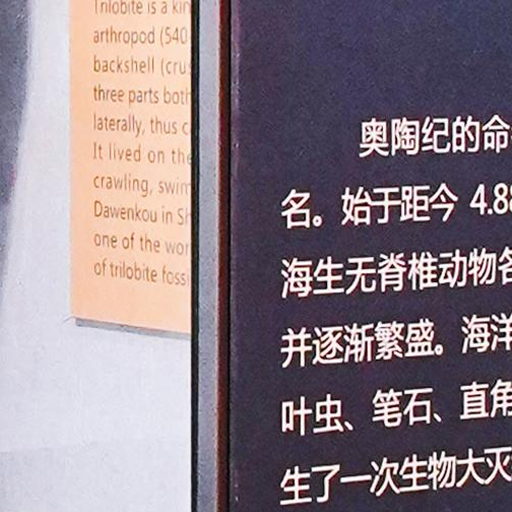 Trilobite is a kin
arthropod (540
backshell (crus
three parts both
laterally, thus c
It lived on the
crawling, swim
Dawenkou in Sh
one of the wor
of trilobite fossi
奥陶纪的命
名。始于距今 4.88
海生无脊椎动物各
并逐渐繁盛。海洋
叶虫、笔石、直角
生了一次生物大灭